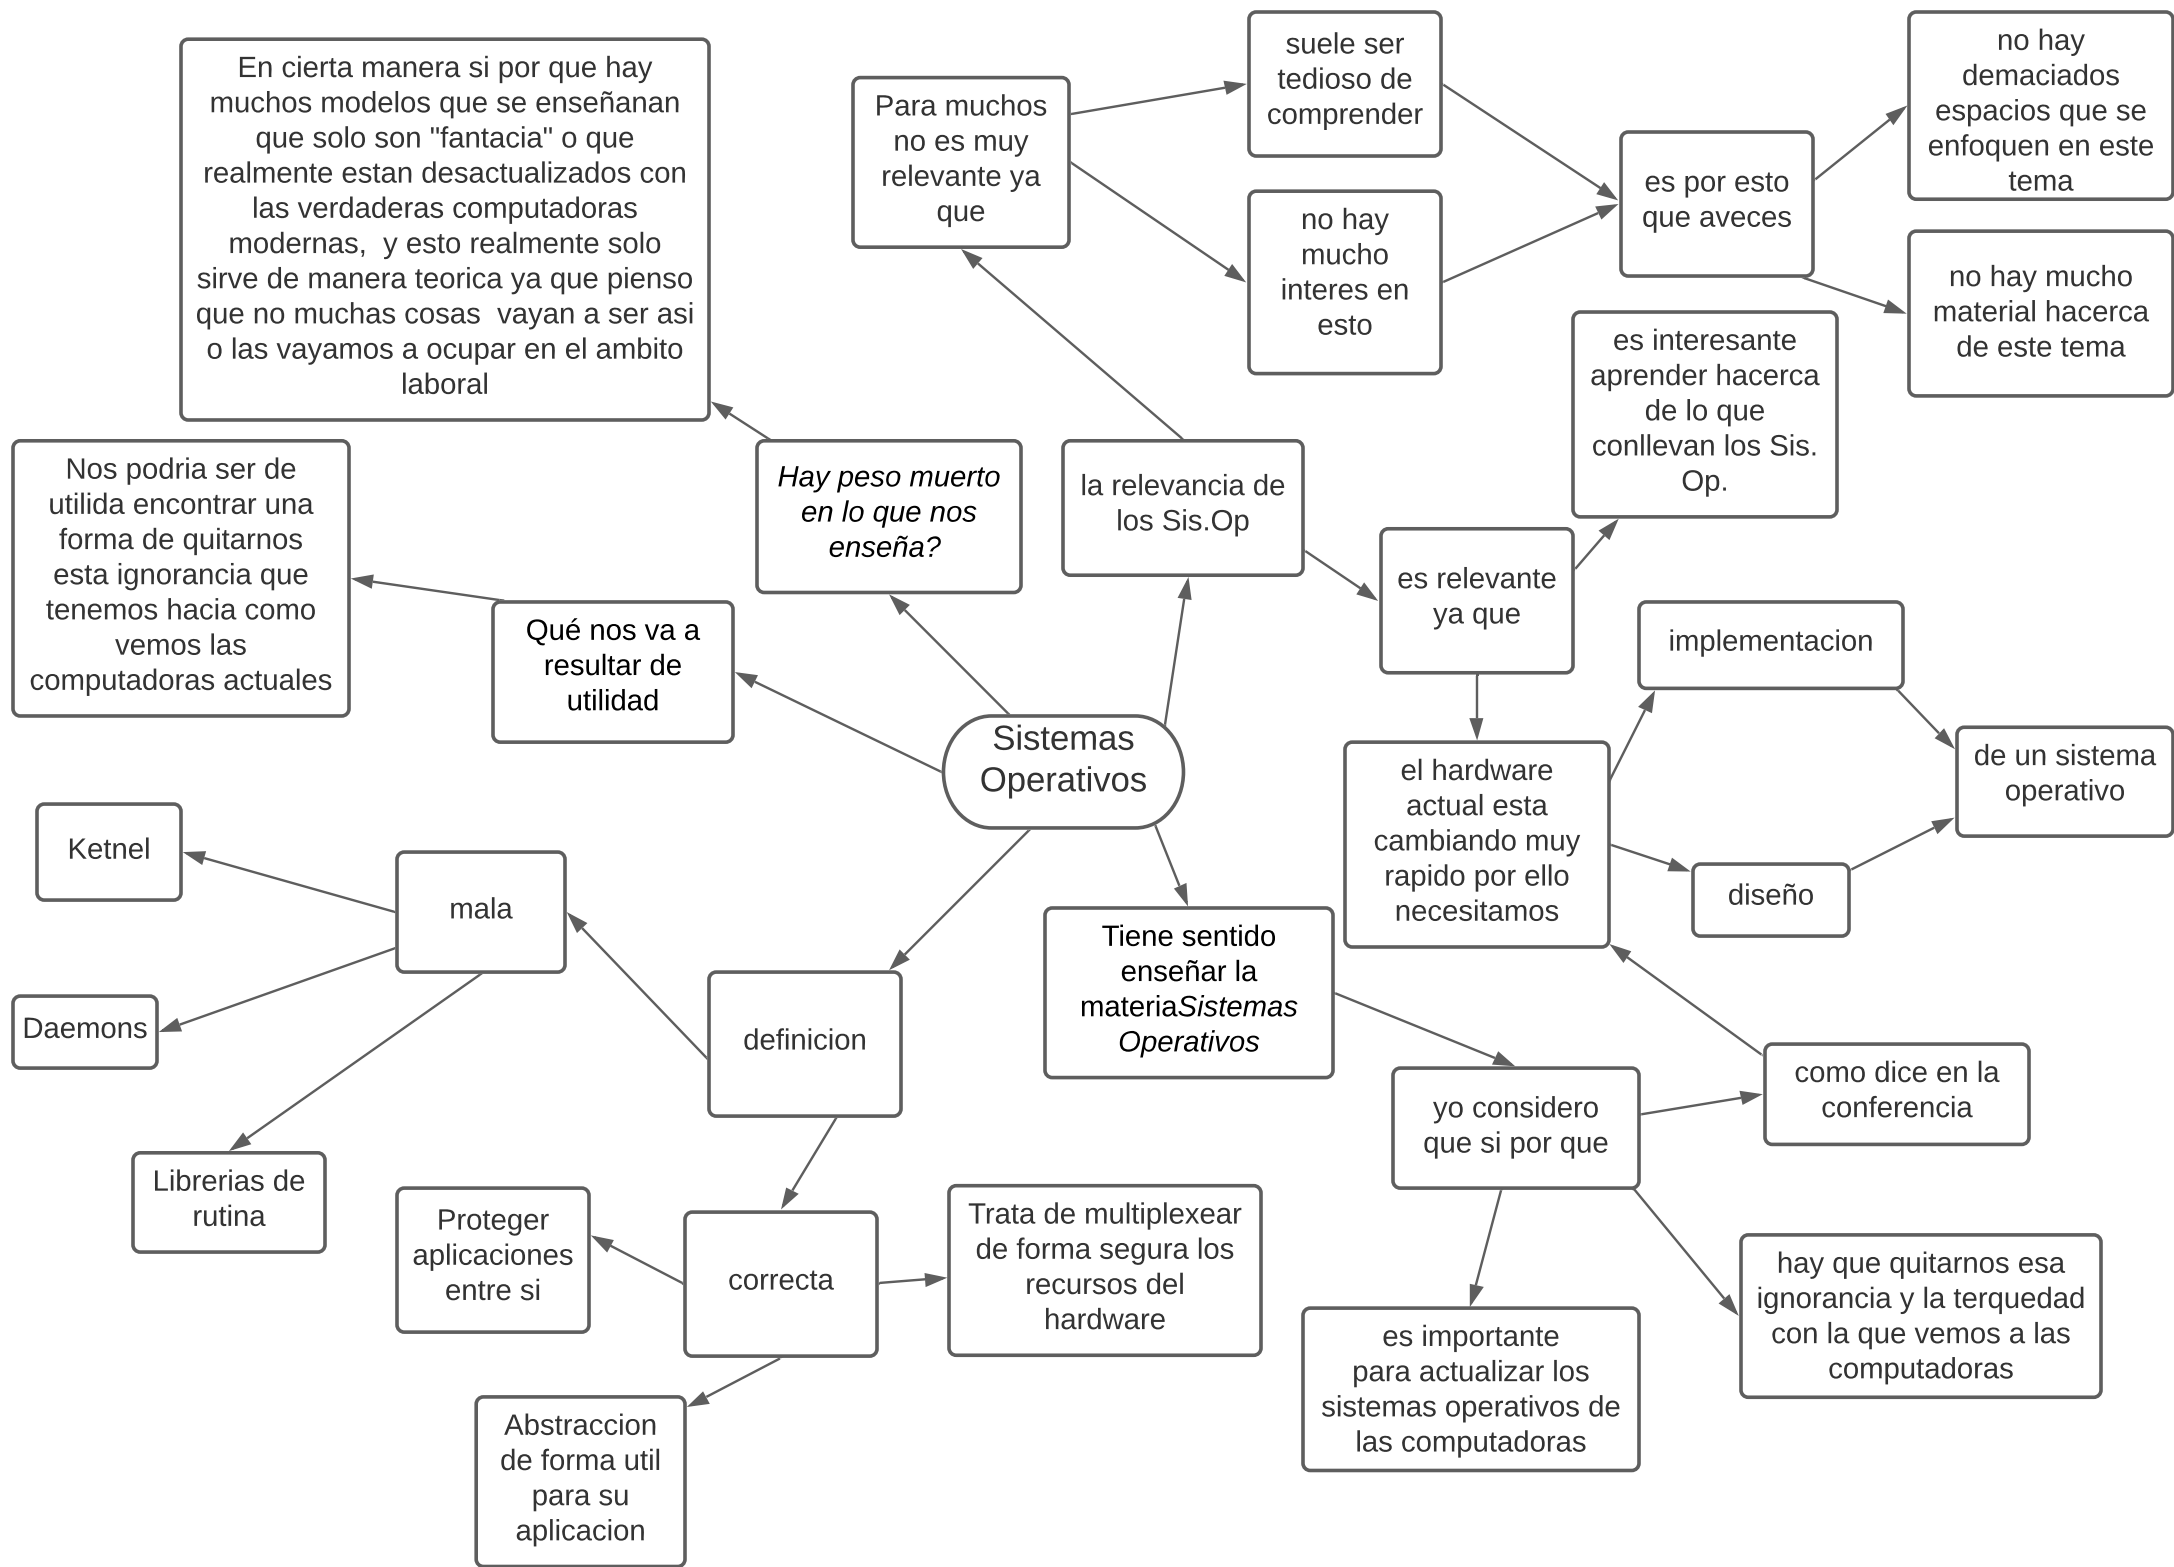 En cierta manera si por que hay
muchos modelos que se enseñanan
que solo son "fantacia" o que
realmente estan desactualizados con
las verdaderas computadoras
modernas,  y esto realmente solo
sirve de manera teorica ya que pienso
que no muchas cosas  vayan a ser asi
o las vayamos a ocupar en el ambito
laboral
Para muchos
no es muy
relevante ya
que
suele ser
tedioso de
comprender
no hay
mucho
interes en
esto
es por esto
que aveces
no hay
demaciados
espacios que se
enfoquen en este
tema
no hay mucho
material hacerca
de este tema
es interesante
aprender hacerca
de lo que
conllevan los Sis.
Op.
Nos podria ser de
utilida encontrar una
forma de quitarnos
esta ignorancia que
tenemos hacia como
vemos las
computadoras actuales
Hay peso muerto
en lo que nos
enseña?
la relevancia de
los Sis.Op
es relevante
ya que
Qué nos va a
resultar de
utilidad
implementacion
Sistemas
Operativos
el hardware
actual esta
cambiando muy
rapido por ello
necesitamos
de un sistema
operativo
diseño
Ketnel
mala
Daemons
definicion
Tiene sentido
enseñar la
materiaSistemas
Operativos
como dice en la
conferencia
yo considero
que si por que
Librerias de
rutina
Proteger
aplicaciones
entre si
correcta
Trata de multiplexear
de forma segura los
recursos del
hardware
hay que quitarnos esa
ignorancia y la terquedad
con la que vemos a las
computadoras
es importante
para actualizar los
sistemas operativos de
las computadoras
Abstraccion
de forma util
para su
aplicacion